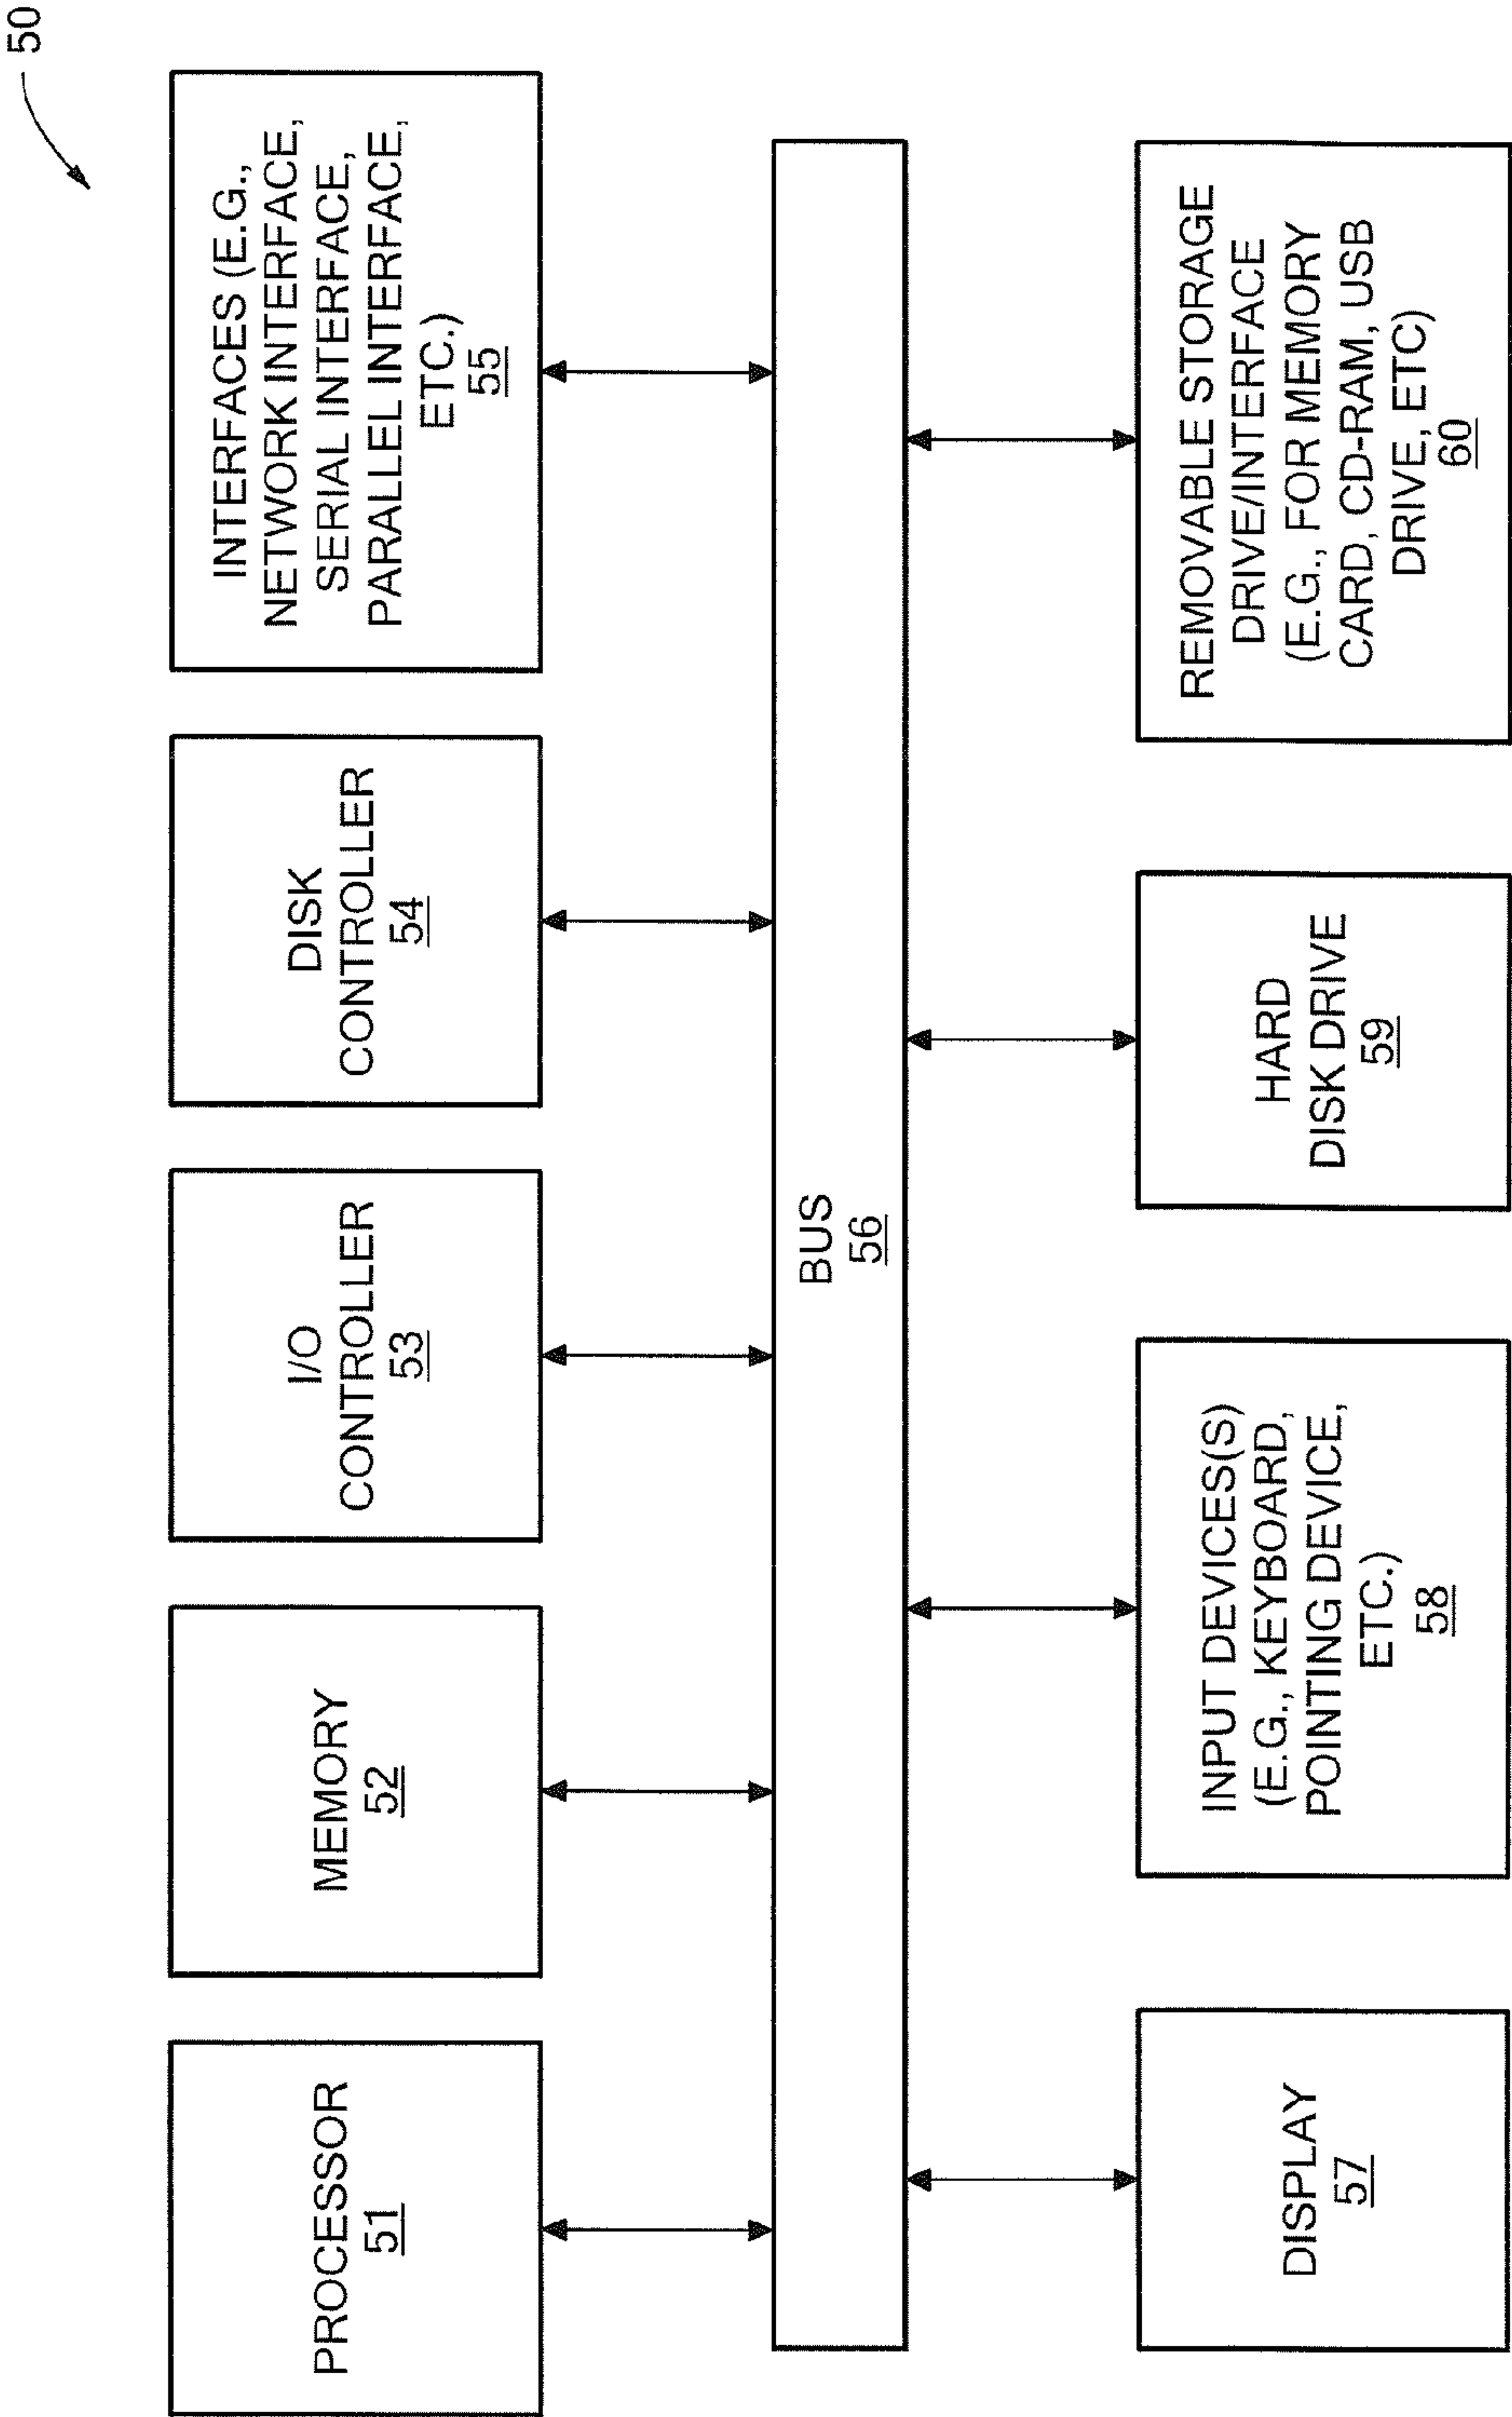 50
PROCESSOR
51
MEMORY
52
I/O
CONTROLLER
53
DISK
CONTROLLER
54
INTERFACES (E.G.,
NETWORK INTERFACE,
SERIAL INTERFACE,
PARALLEL INTERFACE,
ETC.)
55
BUS
56
DISPLAY
57
INPUT DEVICES(S)
(E.G., KEYBOARD,
POINTING DEVICE,
ETC.)
58
HARD
DISK DRIVE
59
REMOVABLE STORAGE
DRIVE/INTERFACE
(E.G., FOR MEMORY
CARD, CD-RAM, USB
DRIVE, ETC)
60